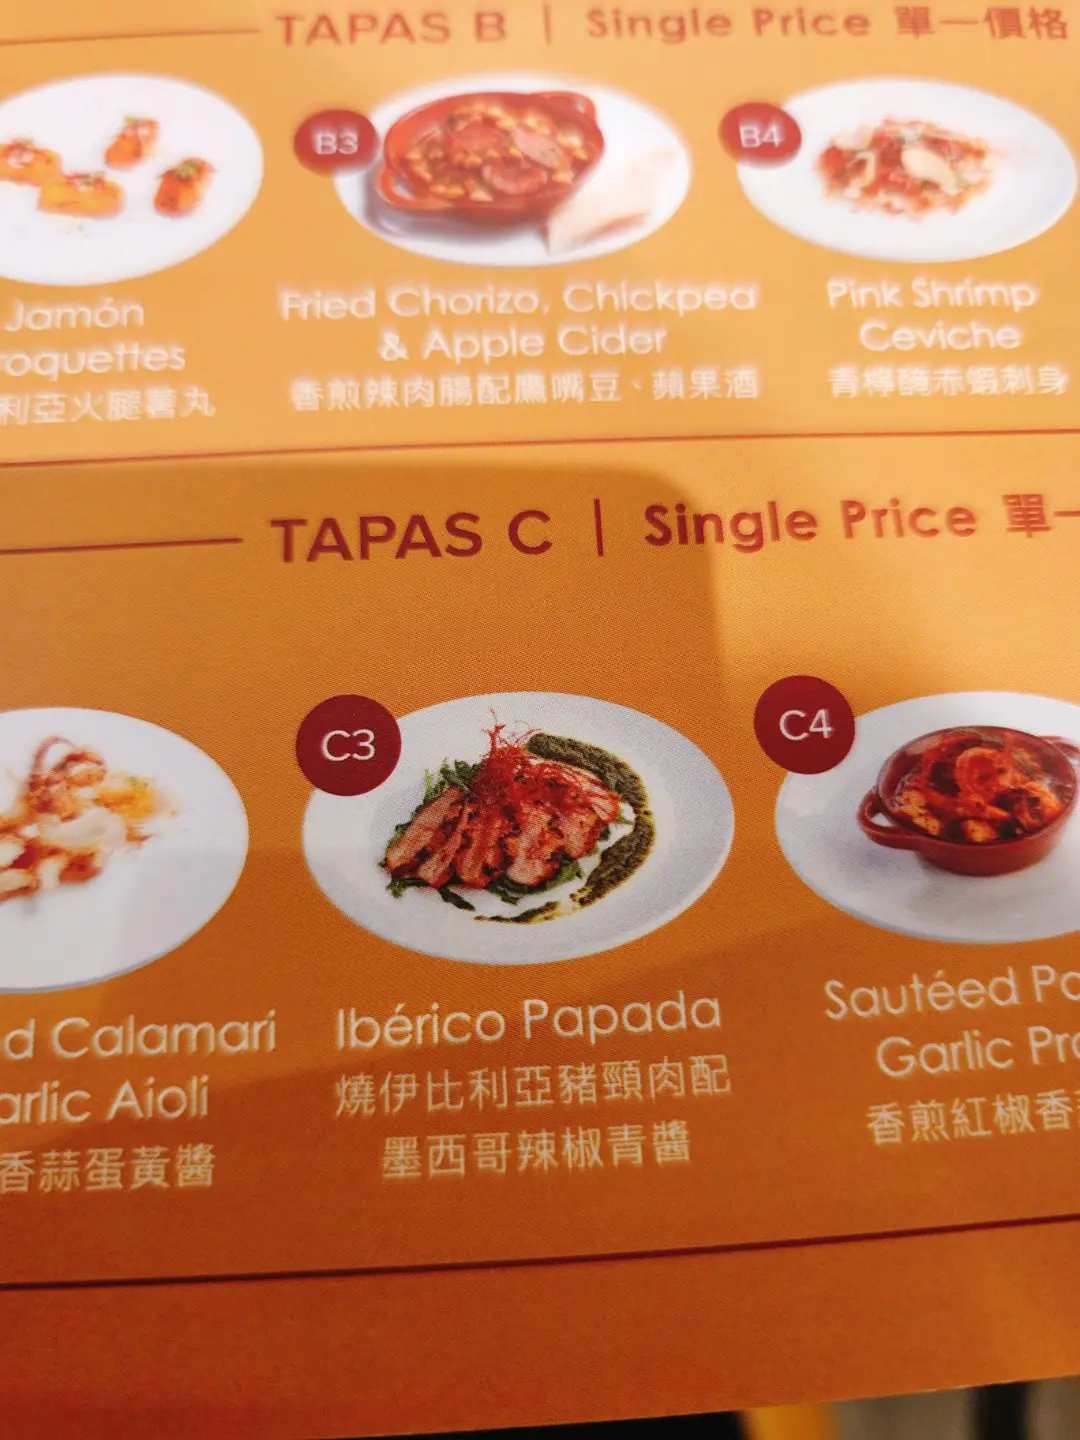 TAPAS B | Single Price 單一價格
B3
B4
Jamón
roquettes
利亞火腿薯丸
Fried Chorizo, Chickpea
& Apple Cider
香煎辣肉腸配鷹嘴豆、蘋果酒
Pink Shrimp
Ceviche
青檸醃赤蝦刺身
TAPAS C | Single Price 單一
C3
C4
d Calamari
arlic Aioli
香蒜蛋黃醬
Ibérico Papada
燒伊比利亞豬頸肉配
墨西哥辣椒青醬
Sautéed
Garlic
香煎紅椒香